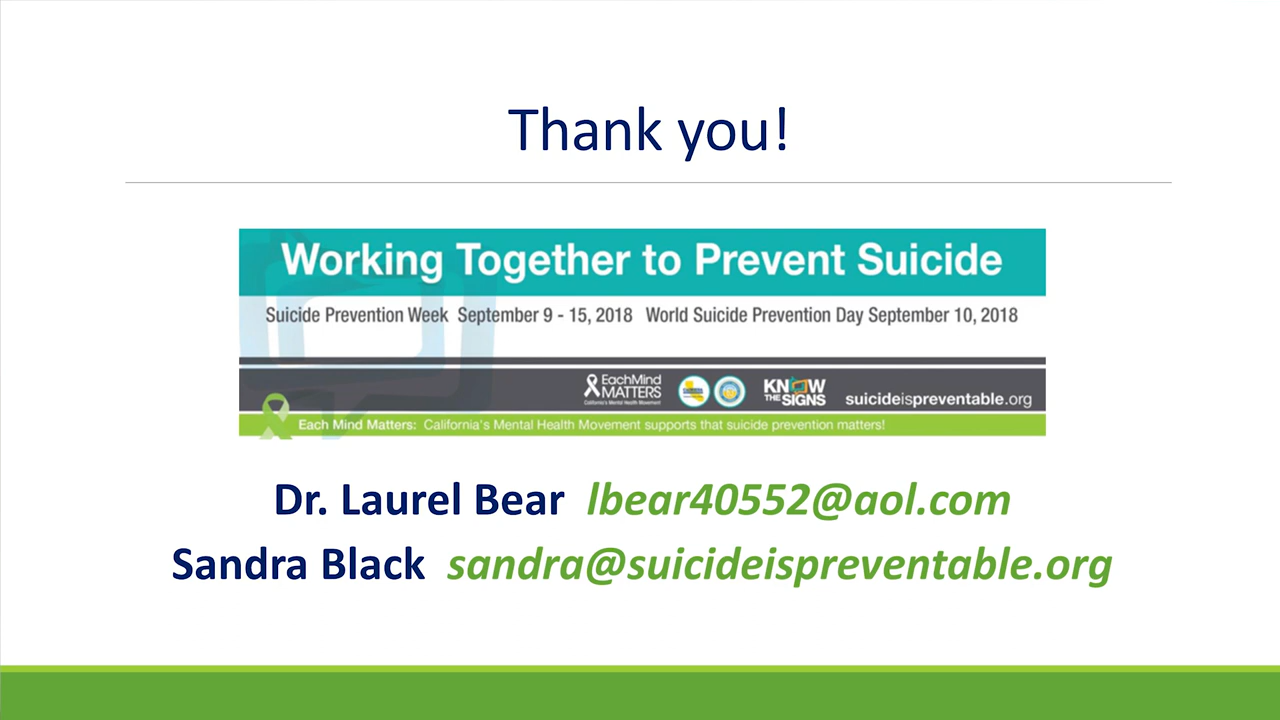 Thank you!
Working Together to Prevent Suicide
Suicide Prevention Week September 9 - 15, 2018 World Suicide Prevention Day September 10, 2018
EachMind
MATTERS
California's Mental Health Movement
KNOW
THE SIGNS
suicideispreventable.org
Each Mind Matters: California's Mental Health Movement supports that suicide prevention matters!
Dr. Laurel Bear lbear40552@aol.com
Sandra Black sandra@suicideispreventable.org